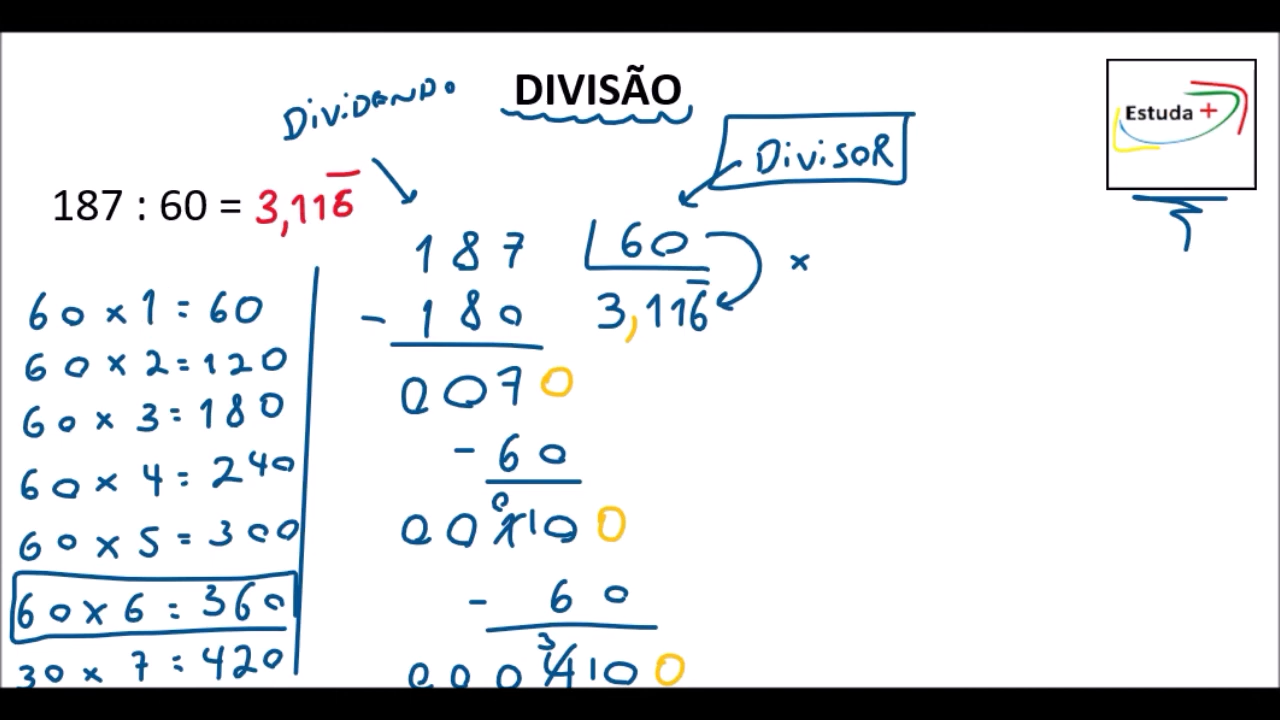 DIVISÃO
DiViDENDO
DivisoR
Estuda +
187 : 60 = 3,116̅
187 60
- 180 3,116̅
0070
- 60
00100
- 60
000400
×
60 × 1 = 60
60 × 2 = 120
60 × 3 = 180
60 × 4 = 240
60 × 5 = 300
60 × 6 = 360
30 × 7 = 420